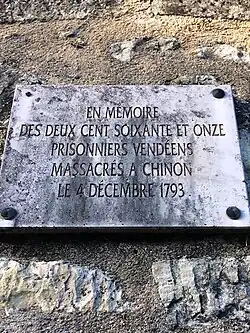 EN MÉMOIRE
DES DEUX CENT SOIXANTE ET ONZE
PRISONNIERS VENDÉENS
MASSACRÉS A CHINON
LE 4 DÉCEMBRE 1793